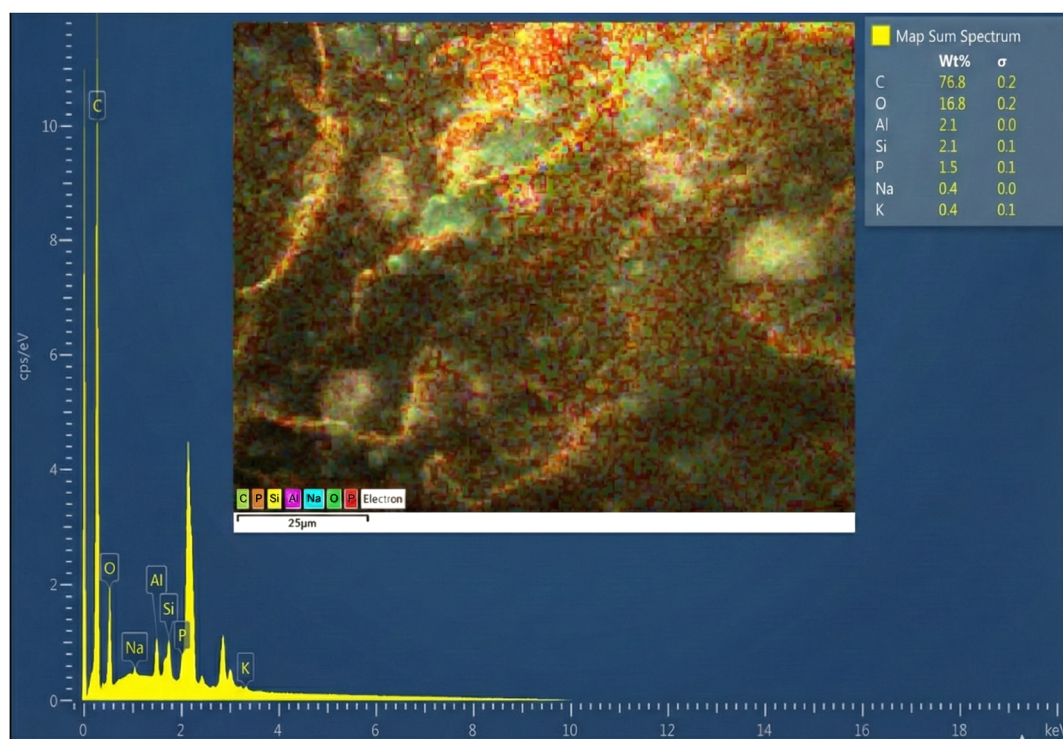 Map Sum Spectrum
Wt% σ
C 76.8 0.2
O 16.8 0.2
Al 2.1 0.0
Si 2.1 0.1
P 1.5 0.1
Na 0.4 0.0
K 0.4 0.1
cps/eV
10
8
6
4
2
0
C
O
Na
Al
Si
P
K
C P Si Al Na O P Electron
25µm
0 2 4 6 8 10 12 14 16 18 keV